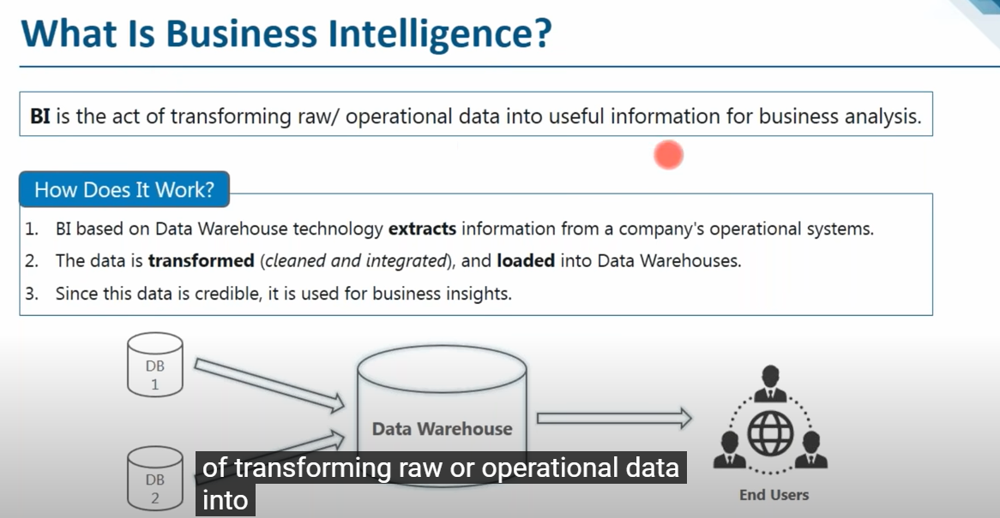 What Is Business Intelligence?
BI is the act of transforming raw/ operational data into useful information for business analysis.
How Does It Work?
1. BI based on Data Warehouse technology extracts information from a company's operational systems.
2. The data is transformed (cleaned and integrated), and loaded into Data Warehouses.
3. Since this data is credible, it is used for business insights.
DB
1
Data Warehouse
DB
2
of transforming raw or operational data
into
End Users